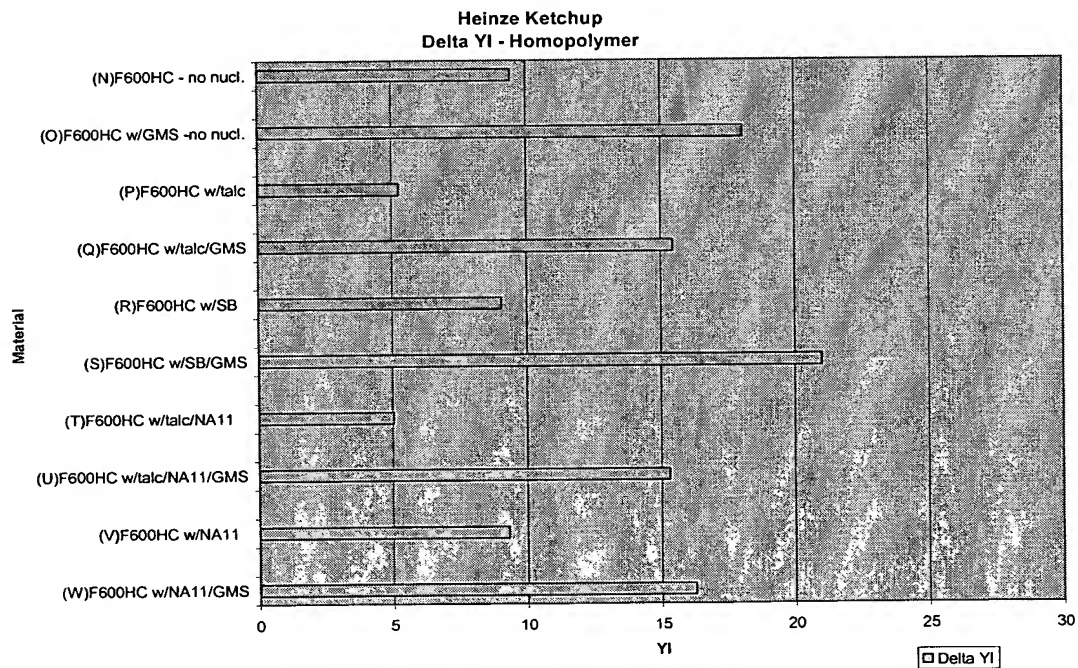 Heinze Ketchup
Delta YI - Homopolymer
(N)F600HC - no nucl.
(O)F600HC w/GMS -no nucl.
(P)F600HC w/talc
(Q)F600HC w/talc/GMS
(R)F600HC w/SB
(S)F600HC w/SB/GMS
(T)F600HC w/talc/NA11
(U)F600HC w/talc/NA11/GMS
(V)F600HC w/NA11
(W)F600HC w/NA11/GMS
Material
0 5 10 15 20 25 30
YI
Delta YI